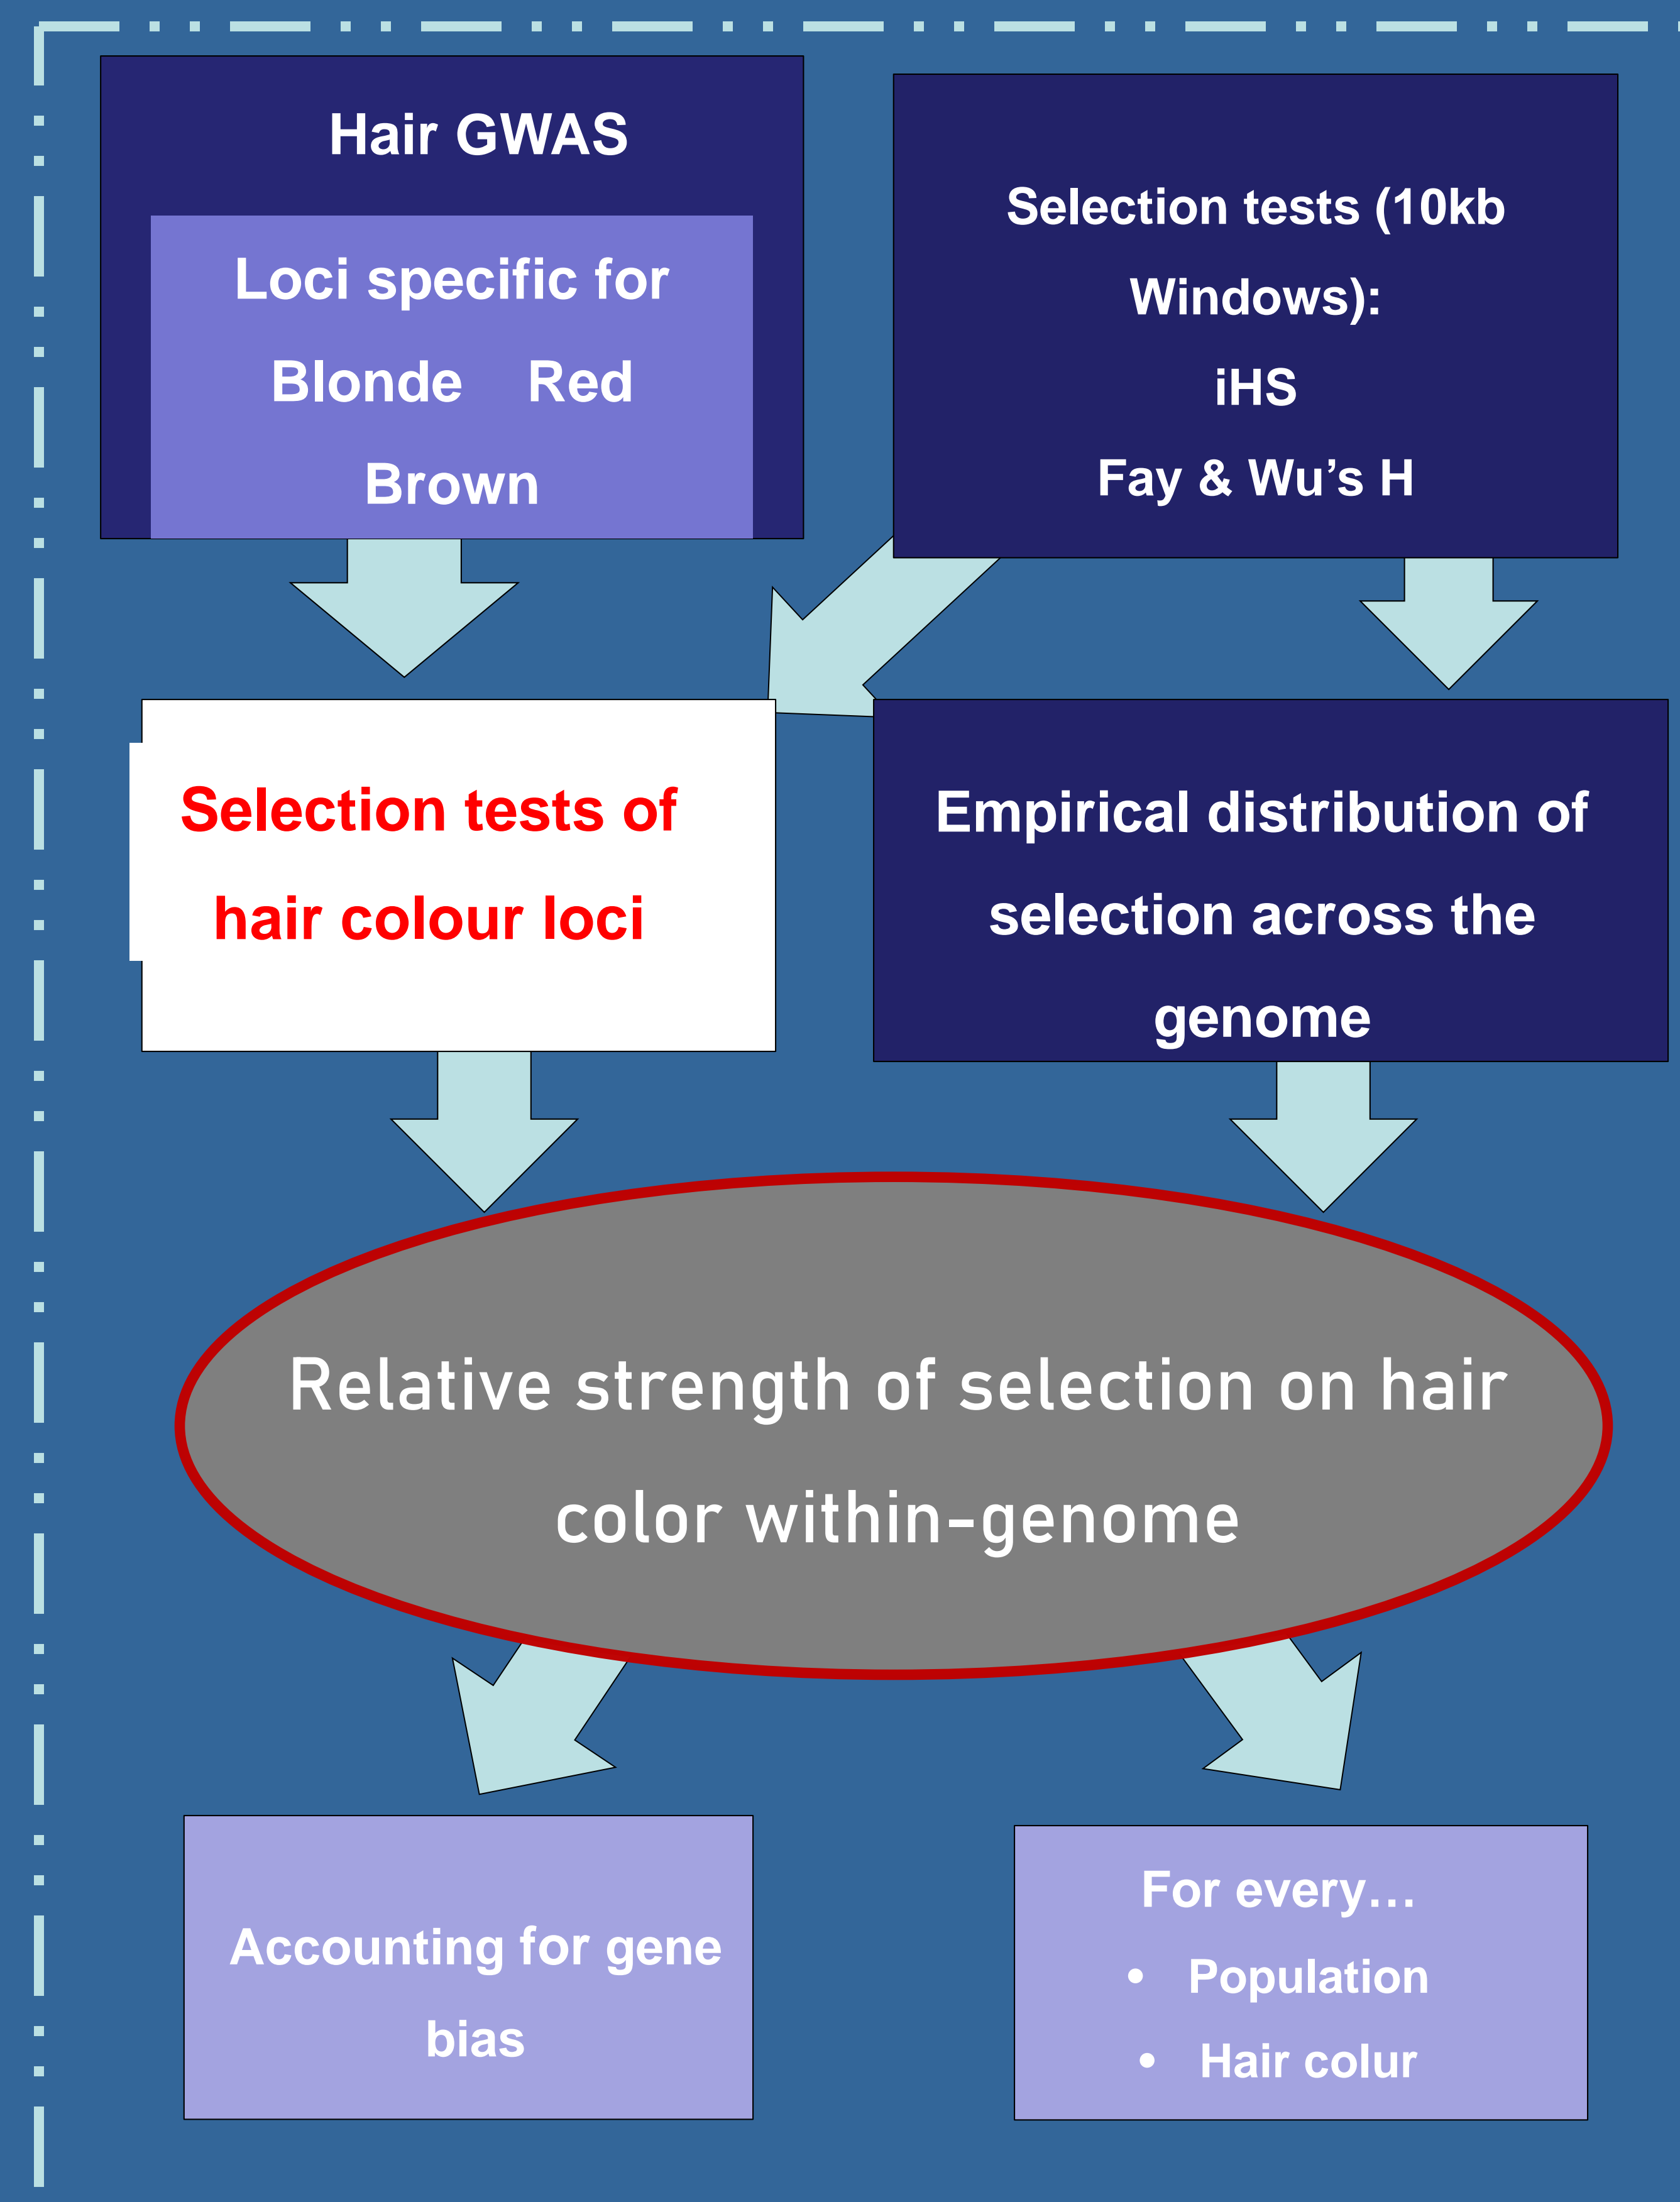 Hair GWAS
Loci specific for
Blonde Red
Brown
Selection tests (10kb
Windows):
iHS
Fay & Wu’s H
Selection tests of
hair colour loci
Empirical distribution of
selection across the
genome
Relative strength of selection on hair
color within-genome
Accounting for gene
bias
For every…
• Population
• Hair colur